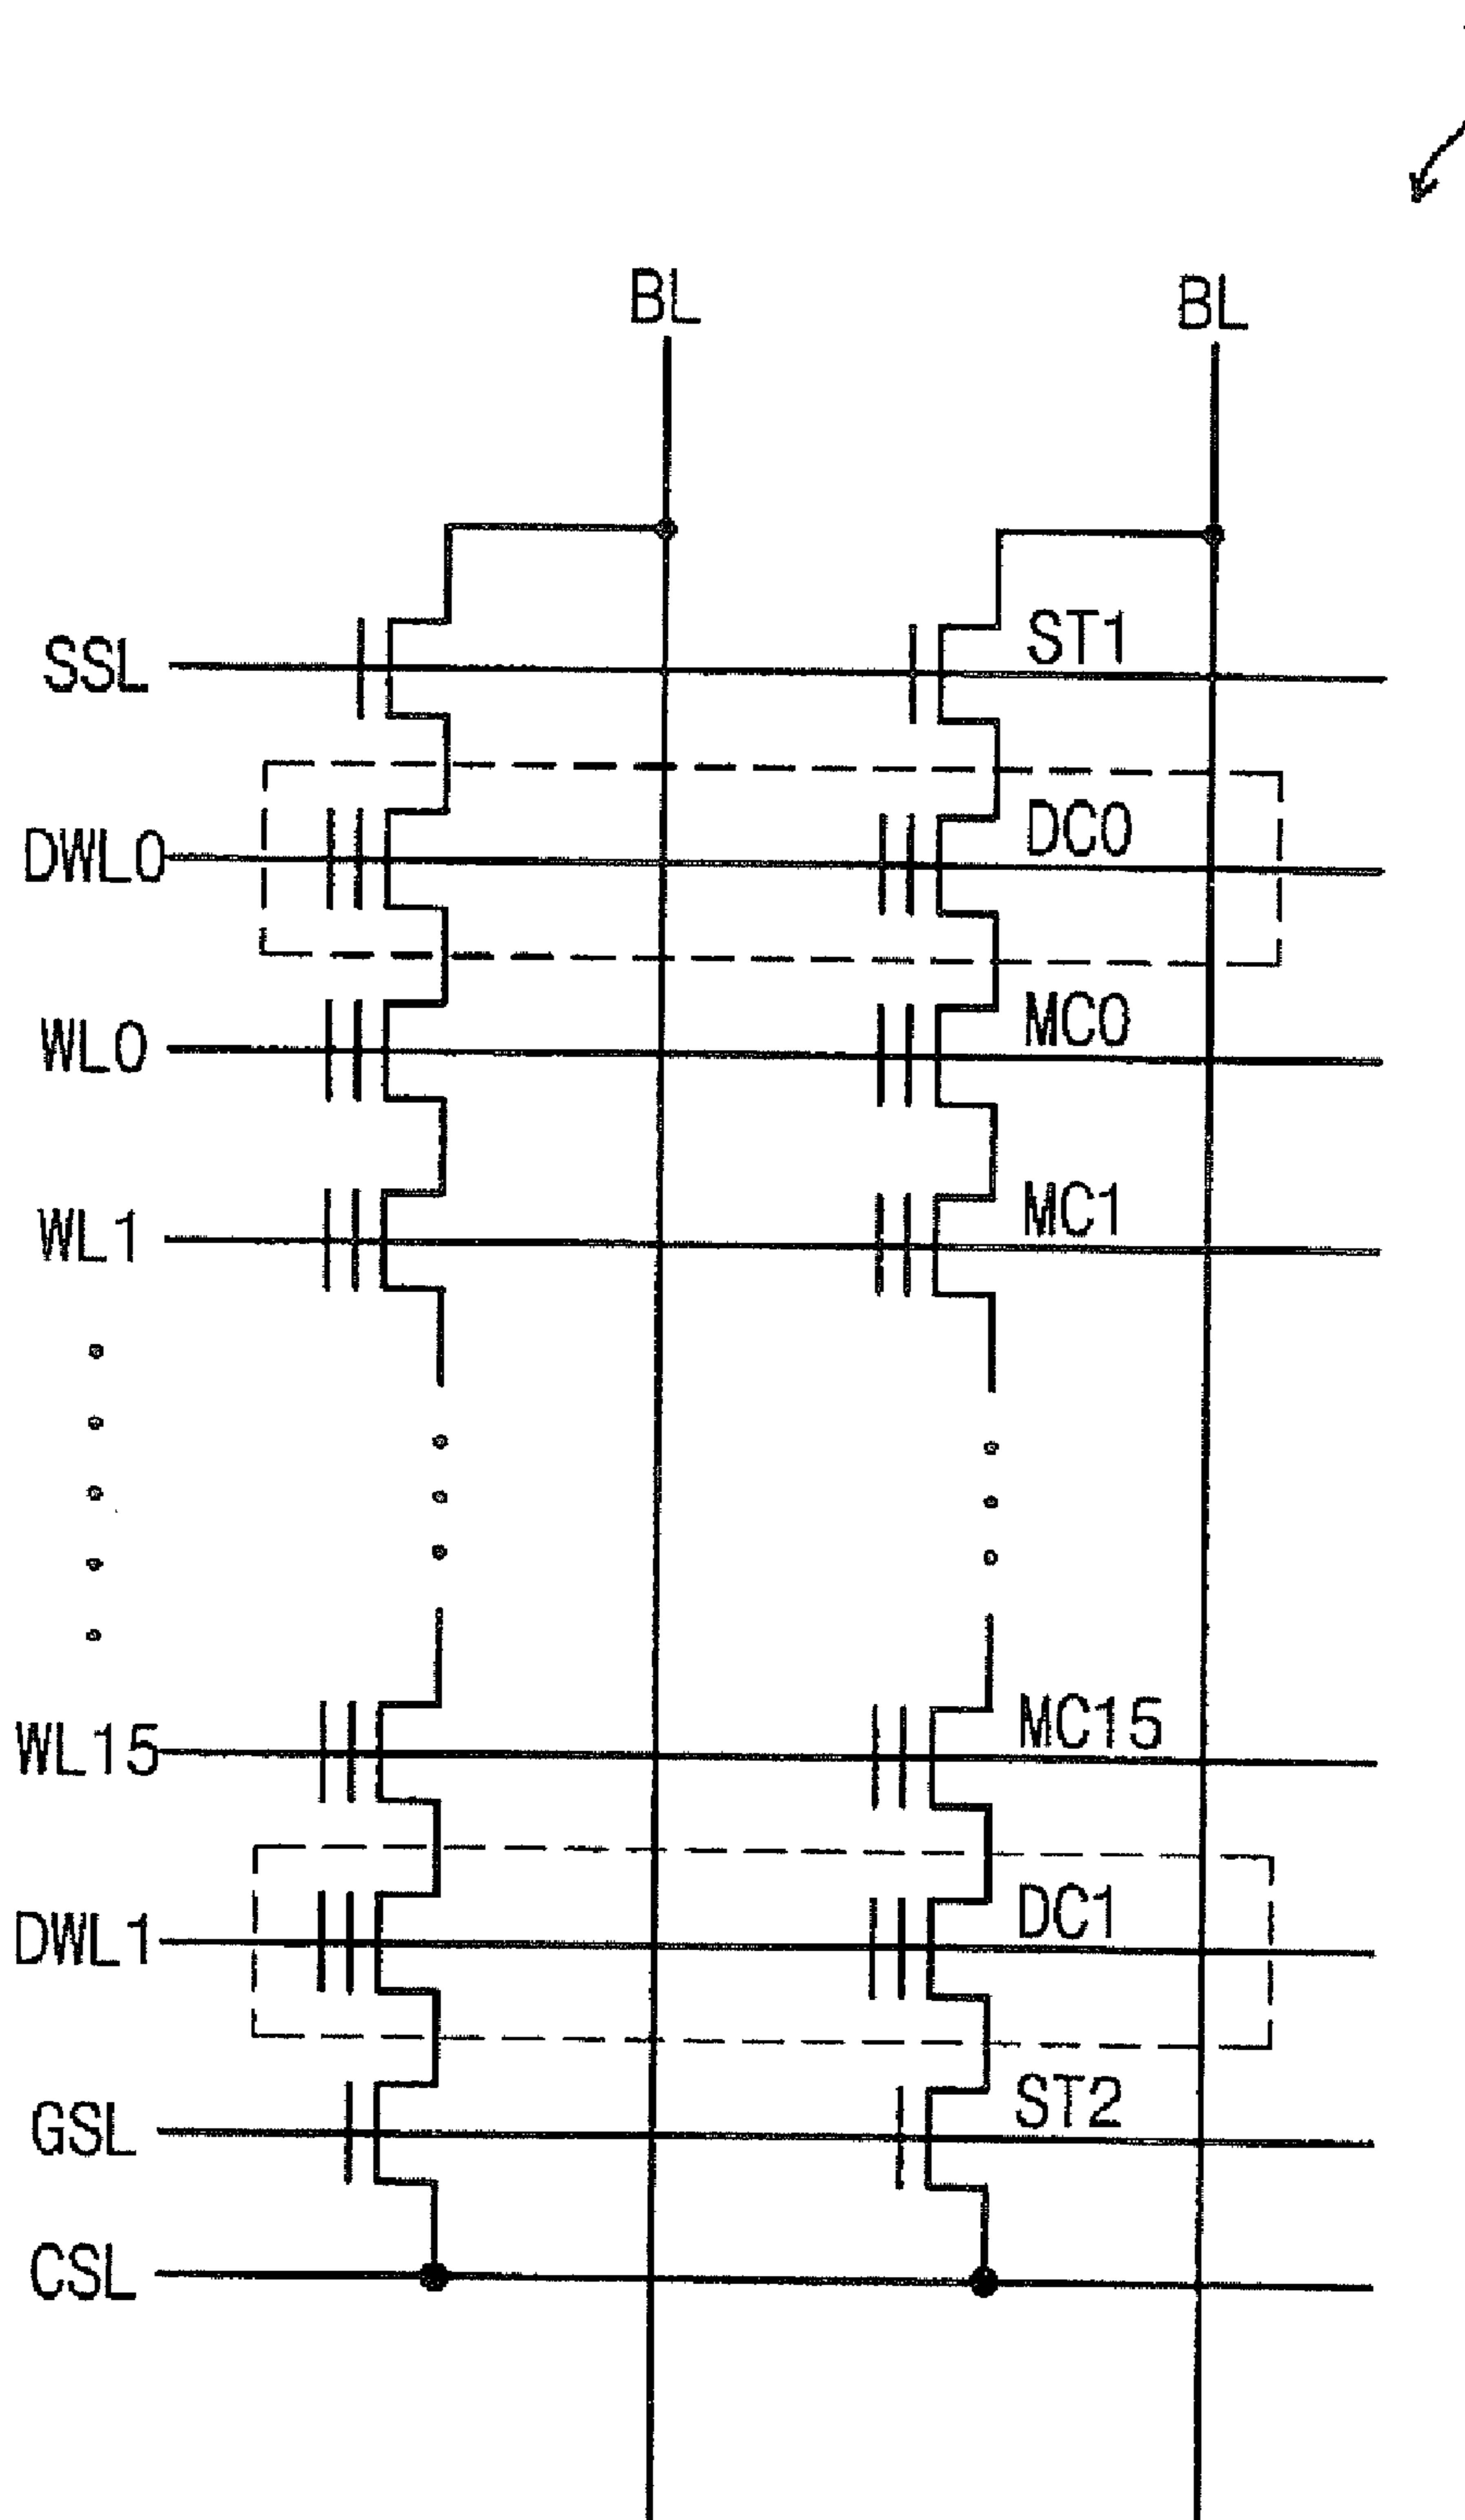 BL BL
SSL ST1
DWL0 DC0
WL0 MC0
WL1 MC1
WL15 MC15
DWL1 DC1
GSL ST2
CSL